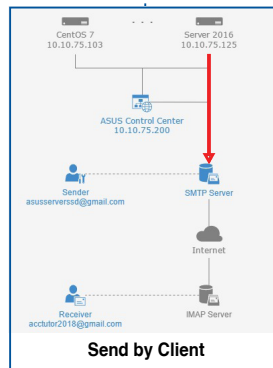 CentOS 7
10.10.75.103
. . .
Server 2016
10.10.75.125
ASUS Control Center
10.10.75.200
Sender
asusserverssd@gmail.com
SMTP Server
Internet
Receiver
acctutor2018@gmail.com
IMAP Server
Send by Client